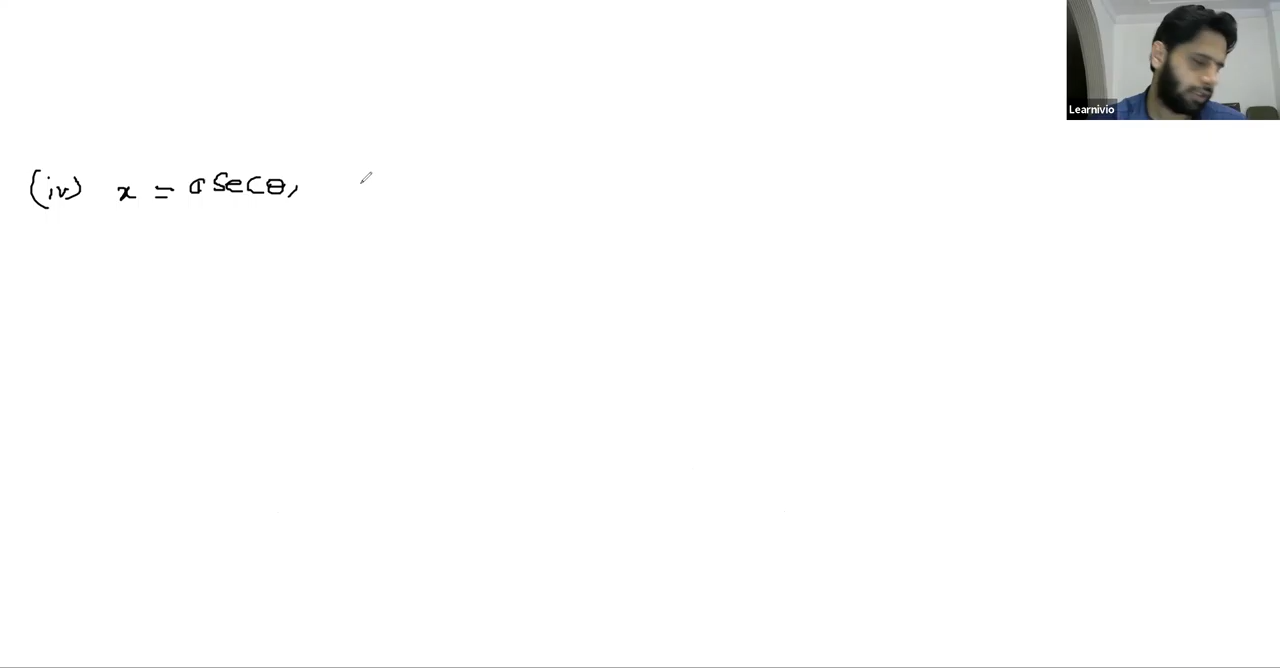 Learnivio
(iv) x = a Secθ,